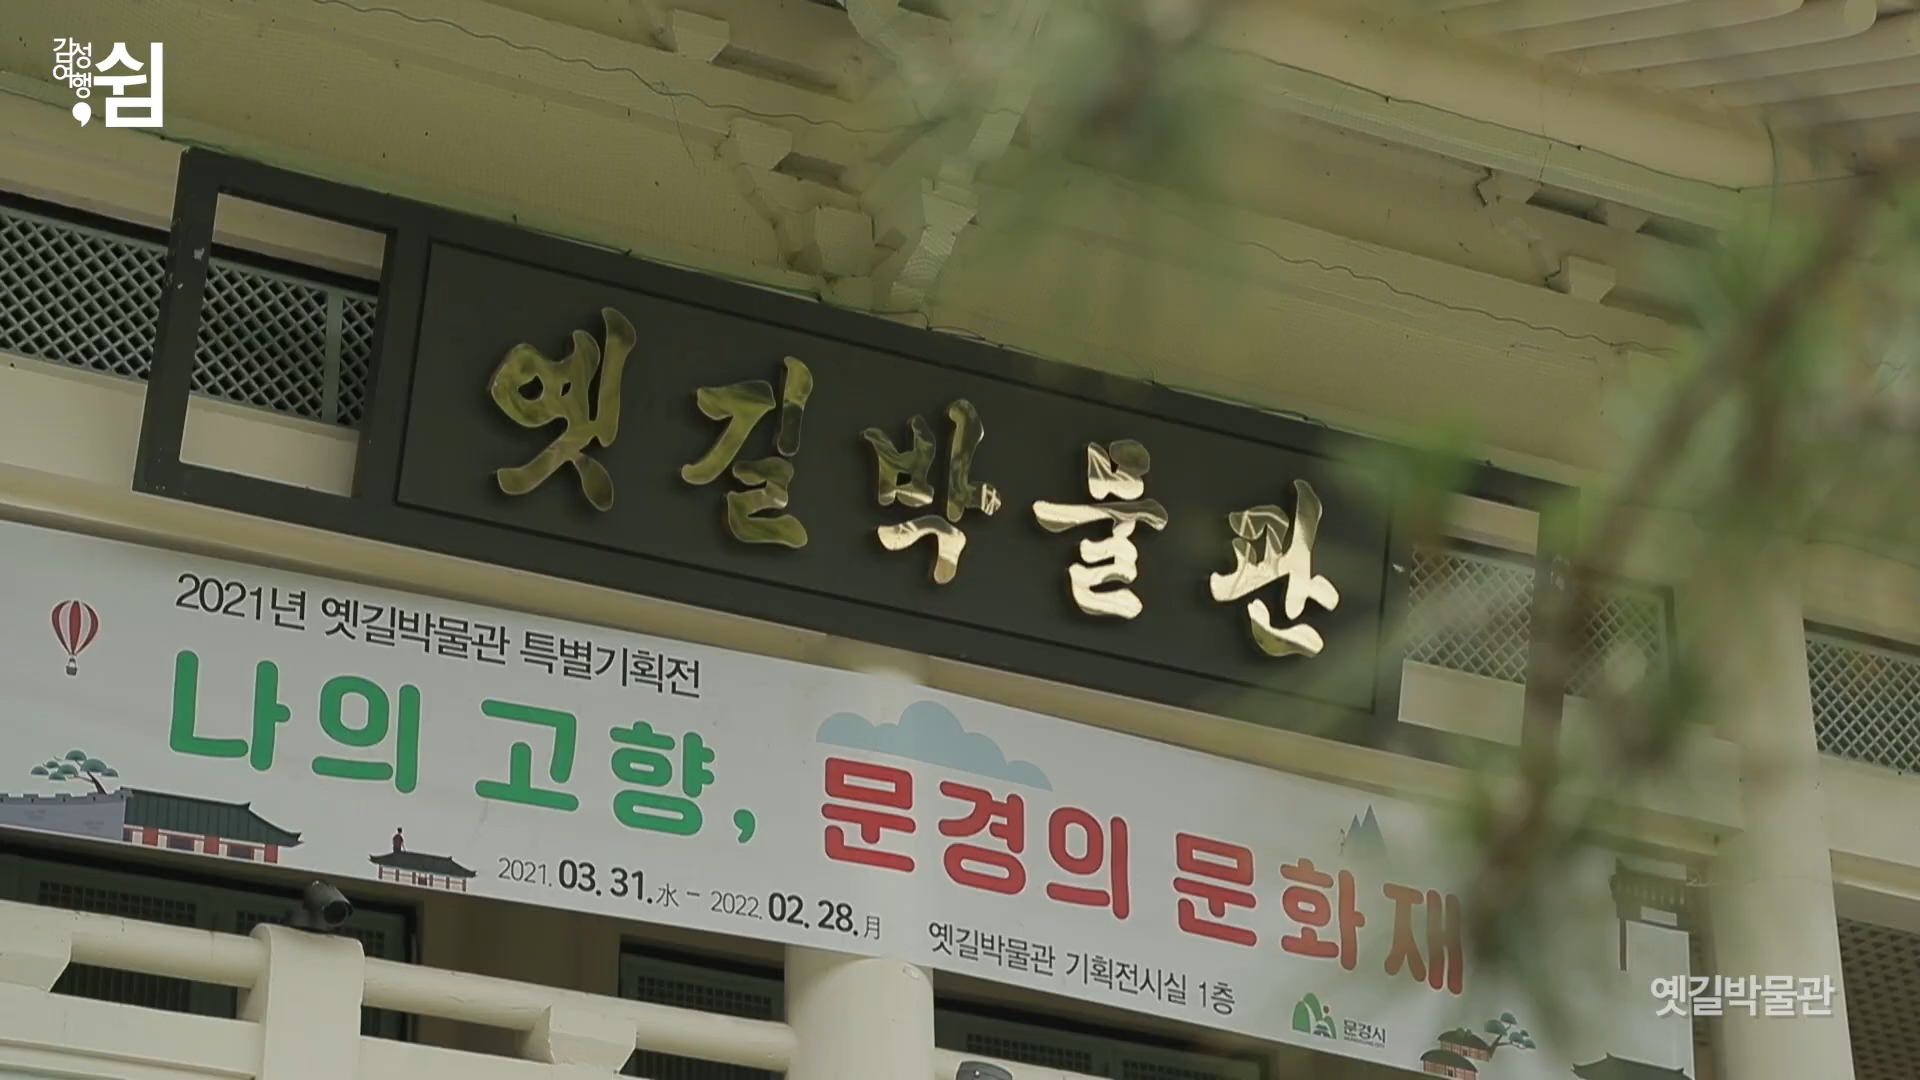 감성
여행
,쉼
옛길박물관
2021년 옛길박물관 특별기획전
나의 고향, 문경의 문화재
2021. 03. 31. 水 - 2022. 02. 28. 月
옛길박물관 기획전시실 1층
문경시
옛길박물관